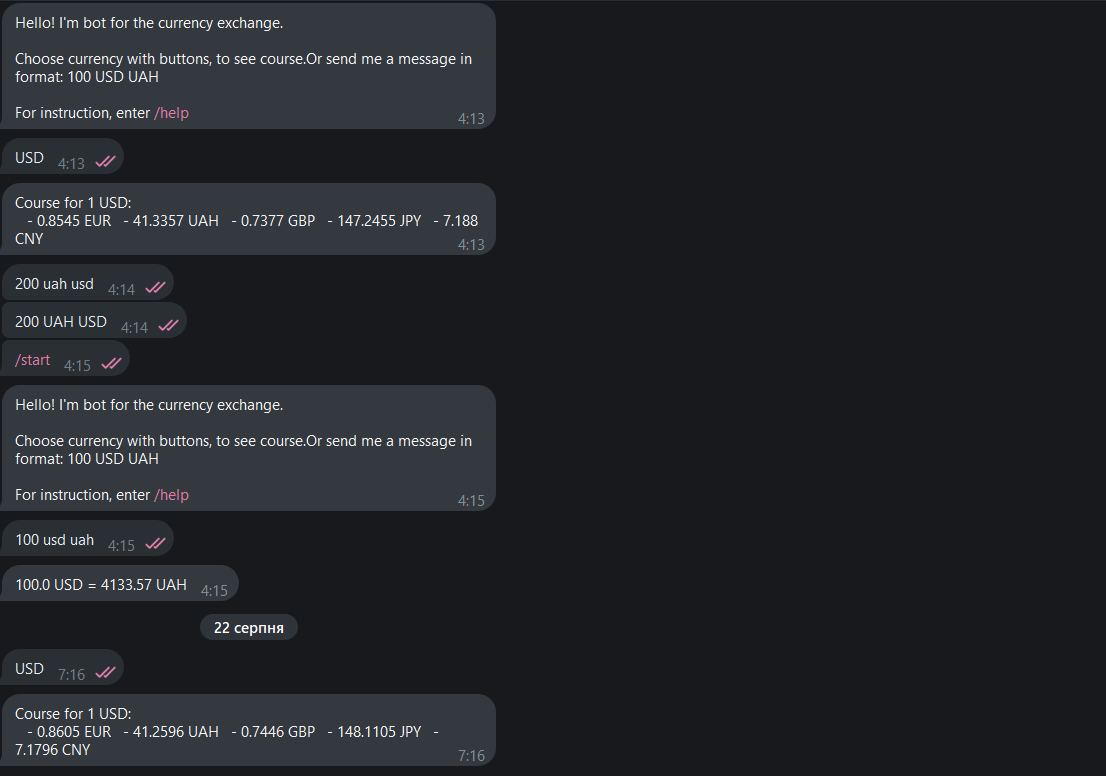 Hello! I'm bot for the currency exchange.
Choose currency with buttons, to see course.Or send me a message in
format: 100 USD UAH
For instruction, enter /help
4:13
USD 4:13
Course for 1 USD:
- 0.8545 EUR - 41.3357 UAH - 0.7377 GBP - 147.2455 JPY - 7.188
CNY
4:13
200 uah usd 4:14
200 UAH USD 4:14
/start 4:15
Hello! I'm bot for the currency exchange.
Choose currency with buttons, to see course.Or send me a message in
format: 100 USD UAH
For instruction, enter /help
4:15
100 usd uah 4:15
100.0 USD = 4133.57 UAH 4:15
22 серпня
USD 7:16
Course for 1 USD:
- 0.8605 EUR - 41.2596 UAH - 0.7446 GBP - 148.1105 JPY -
7.1796 CNY
7:16